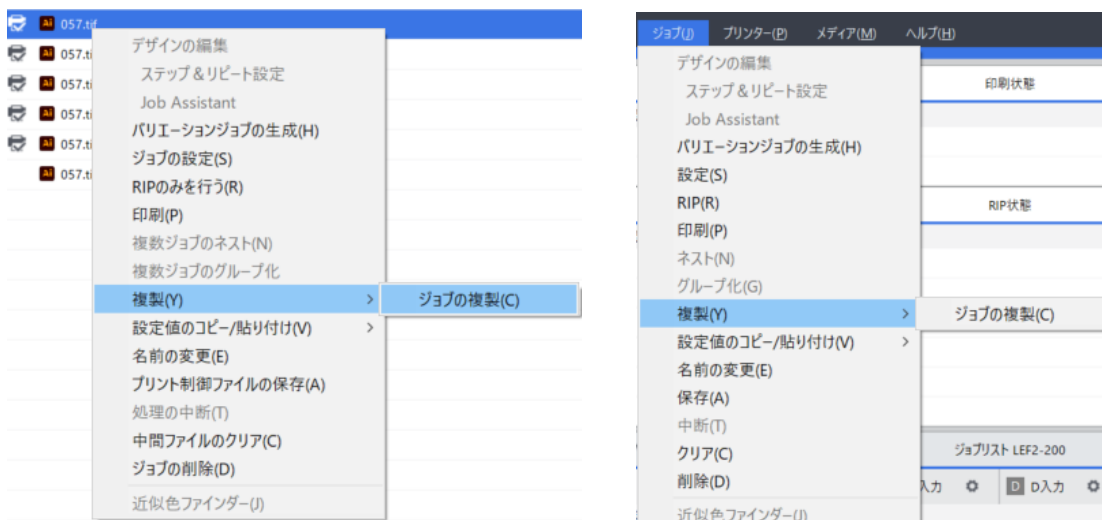 057.tif
057.ti
057.ti
057.ti
057.ti
057.ti
デザインの編集
ステップ＆リピート設定
Job Assistant
バリエーションジョブの生成(H)
ジョブの設定(S)
RIPのみを行う(R)
印刷(P)
複数ジョブのネスト(N)
複数ジョブのグループ化
複製(Y) >
ジョブの複製(C)
設定値のコピー/貼り付け(V) >
名前の変更(E)
プリント制御ファイルの保存(A)
処理の中断(T)
中間ファイルのクリア(C)
ジョブの削除(D)
近似色ファインダー(J)
ジョブ(J) プリンター(P) メディア(M) ヘルプ(H)
デザインの編集
ステップ＆リピート設定
Job Assistant
バリエーションジョブの生成(H)
設定(S)
RIP(R)
印刷(P)
ネスト(N)
グループ化(G)
複製(Y) >
ジョブの複製(C)
設定値のコピー/貼り付け(V) >
名前の変更(E)
保存(A)
中断(T)
クリア(C)
削除(D)
近似色ファインダー(J)
印刷状態
RIP状態
ジョブリスト LEF2-200
入力 D D入力